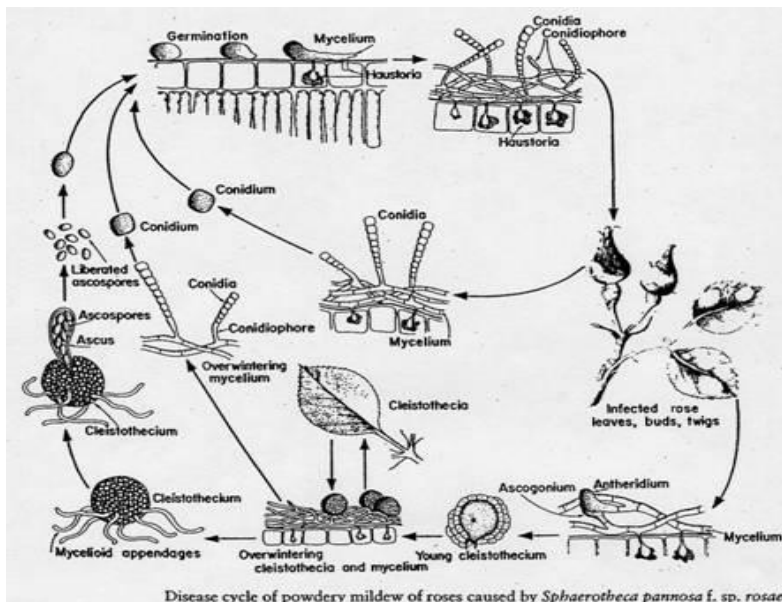 Germination
Mycelium
Haustoria
Conidia
Conidiophore
Haustoria
Conidium
Conidium
Conidia
Mycelium
Liberated
ascospores
Ascospores
Ascus
Cleistothecium
Conidia
Conidiophore
Overwintering
mycelium
Cleistothecia
Infected rose
leaves, buds, twigs
Cleistothecium
Mycelioid appendages
Overwintering
cleistothecia and mycelium
Young cleistothecium
Ascogonium
Antheridium
Mycelium
Disease cycle of powdery mildew of roses caused by Sphaerotheca pannosa f. sp. rosae